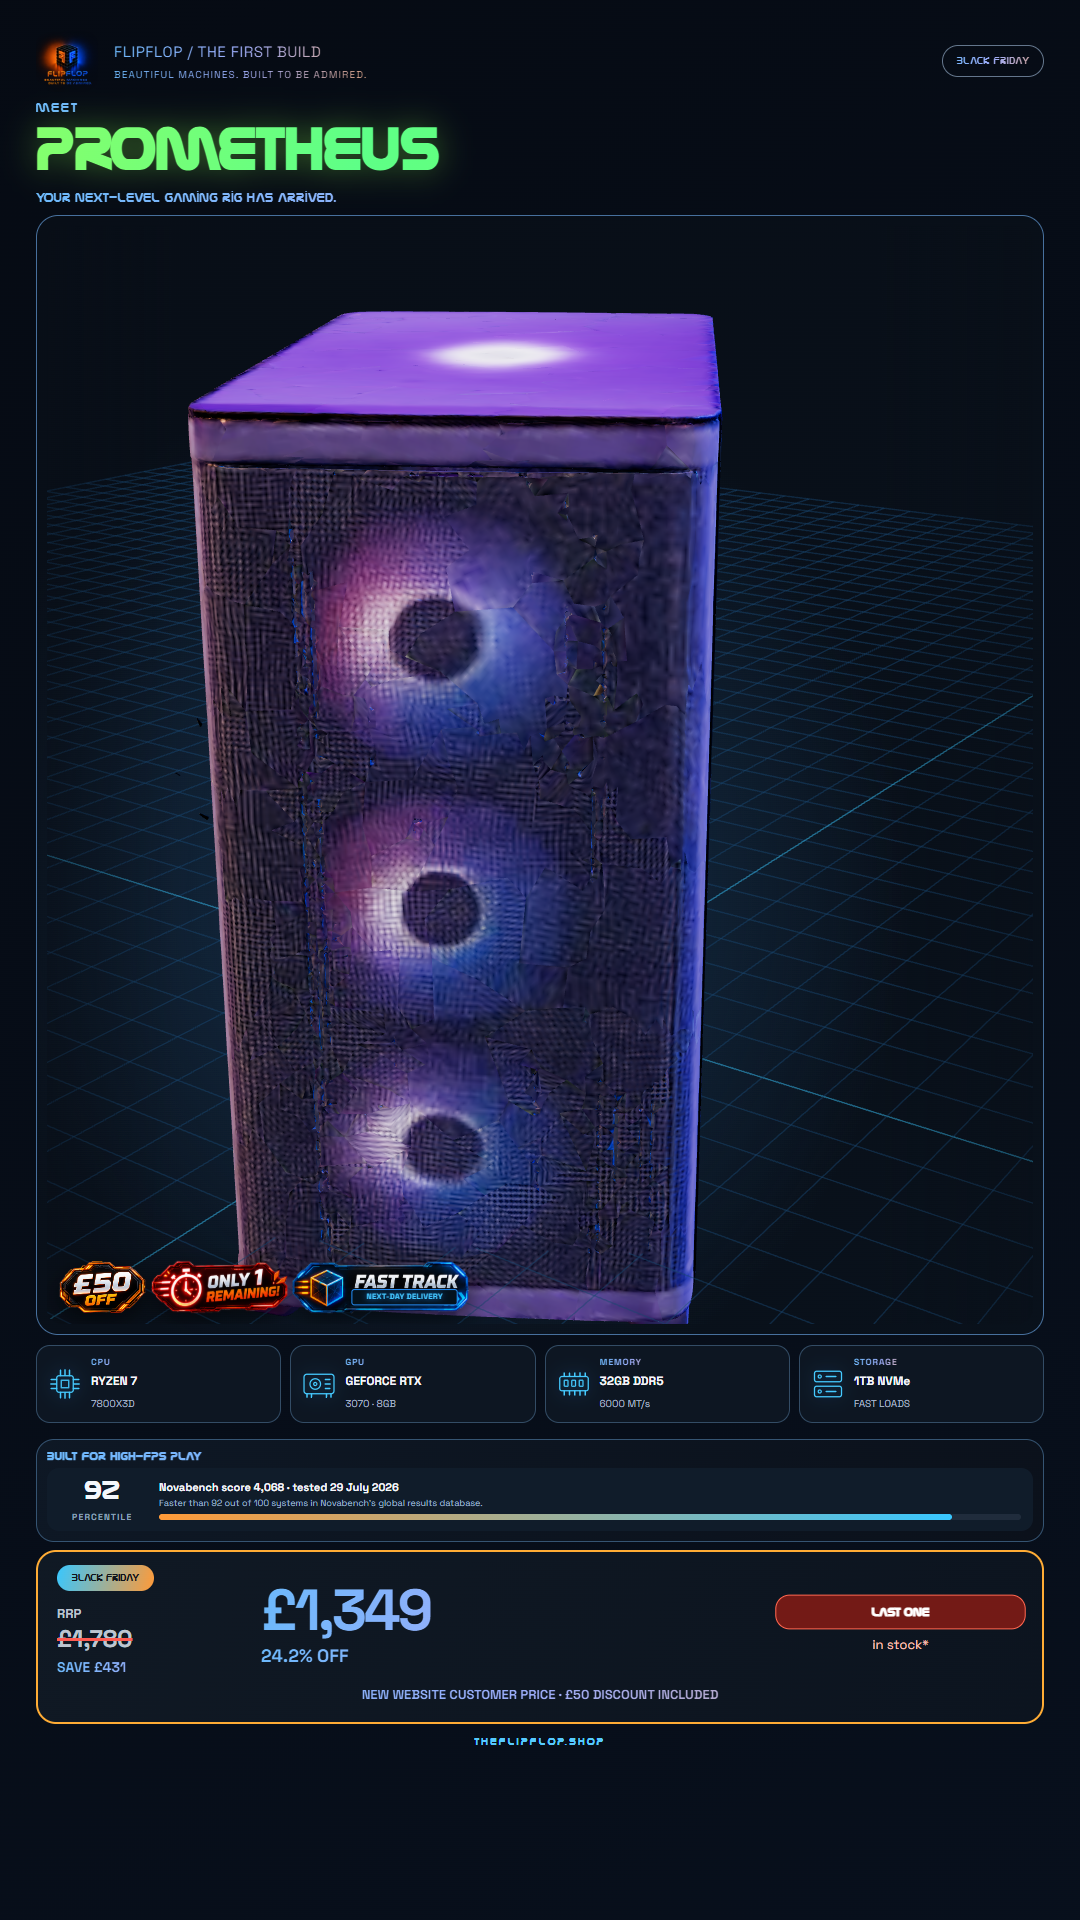 FLIPFLOP
FLIPFLOP / THE FIRST BUILD
BEAUTIFUL MACHINES. BUILT TO BE ADMIRED.
BLACK FRIDAY
MEET
PROMETHEUS
YOUR NEXT-LEVEL GAMING RIG HAS ARRIVED.
£50 OFF
ONLY 1 REMAINING!
FAST TRACK
NEXT-DAY DELIVERY
CPU
RYZEN 7
7800X3D
GPU
GEFORCE RTX
3070 · 8GB
MEMORY
32GB DDR5
6000 MT/s
STORAGE
1TB NVMe
FAST LOADS
BUILT FOR HIGH-FPS PLAY
92
PERCENTILE
Novabench score 4,068 · tested 29 July 2026
Faster than 92 out of 100 systems in Novabench's global results database.
BLACK FRIDAY
RRP
£1,780
SAVE £431
£1,349
24.2% OFF
LAST ONE
in stock*
NEW WEBSITE CUSTOMER PRICE · £50 DISCOUNT INCLUDED
THEFLIPFLOP.SHOP